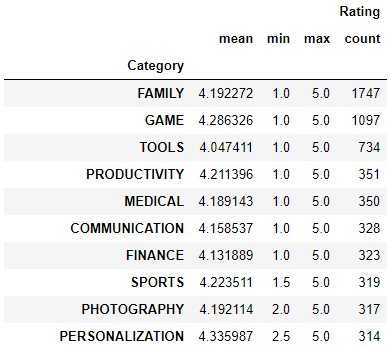 Rating
mean min max count
Category
FAMILY 4.192272 1.0 5.0 1747
GAME 4.286326 1.0 5.0 1097
TOOLS 4.047411 1.0 5.0 734
PRODUCTIVITY 4.211396 1.0 5.0 351
MEDICAL 4.189143 1.0 5.0 350
COMMUNICATION 4.158537 1.0 5.0 328
FINANCE 4.131889 1.0 5.0 323
SPORTS 4.223511 1.5 5.0 319
PHOTOGRAPHY 4.192114 2.0 5.0 317
PERSONALIZATION 4.335987 2.5 5.0 314